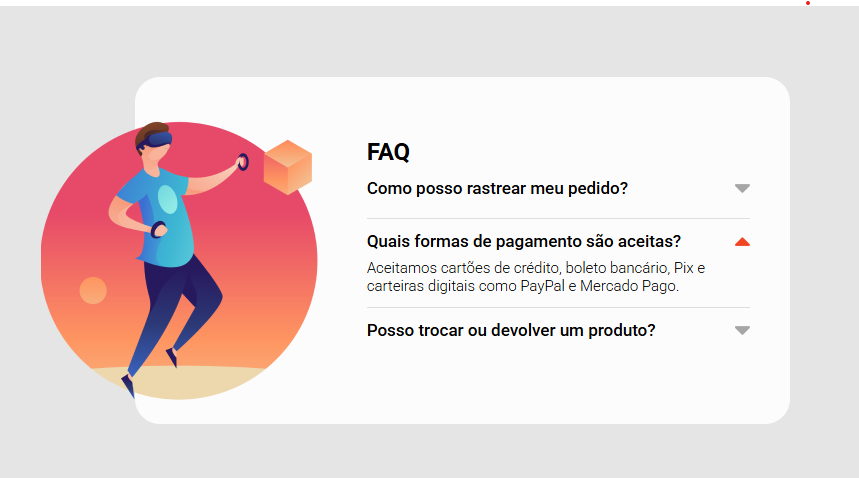 FAQ
Como posso rastrear meu pedido?
Quais formas de pagamento são aceitas?
Aceitamos cartões de crédito, boleto bancário, Pix e
carteiras digitais como PayPal e Mercado Pago.
Posso trocar ou devolver um produto?